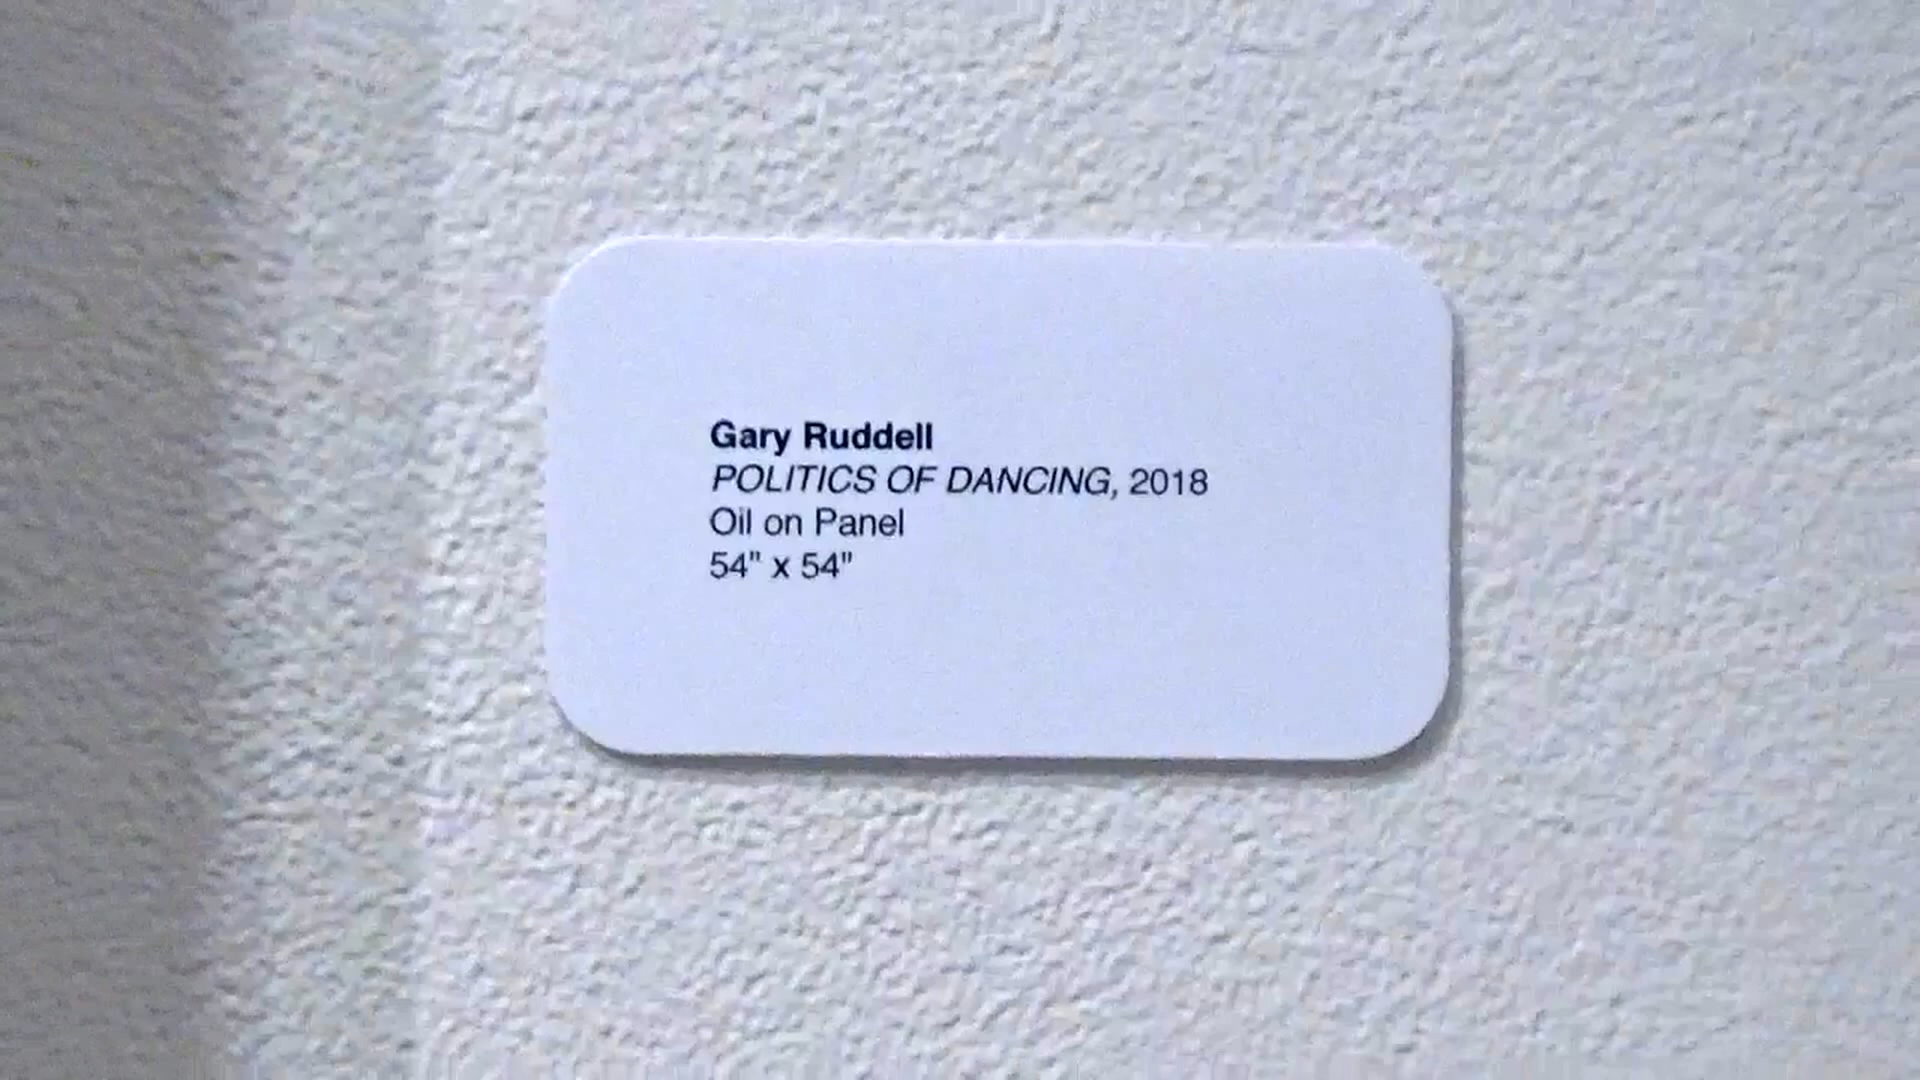 Gary Ruddell
POLITICS OF DANCING, 2018
Oil on Panel
54" x 54"